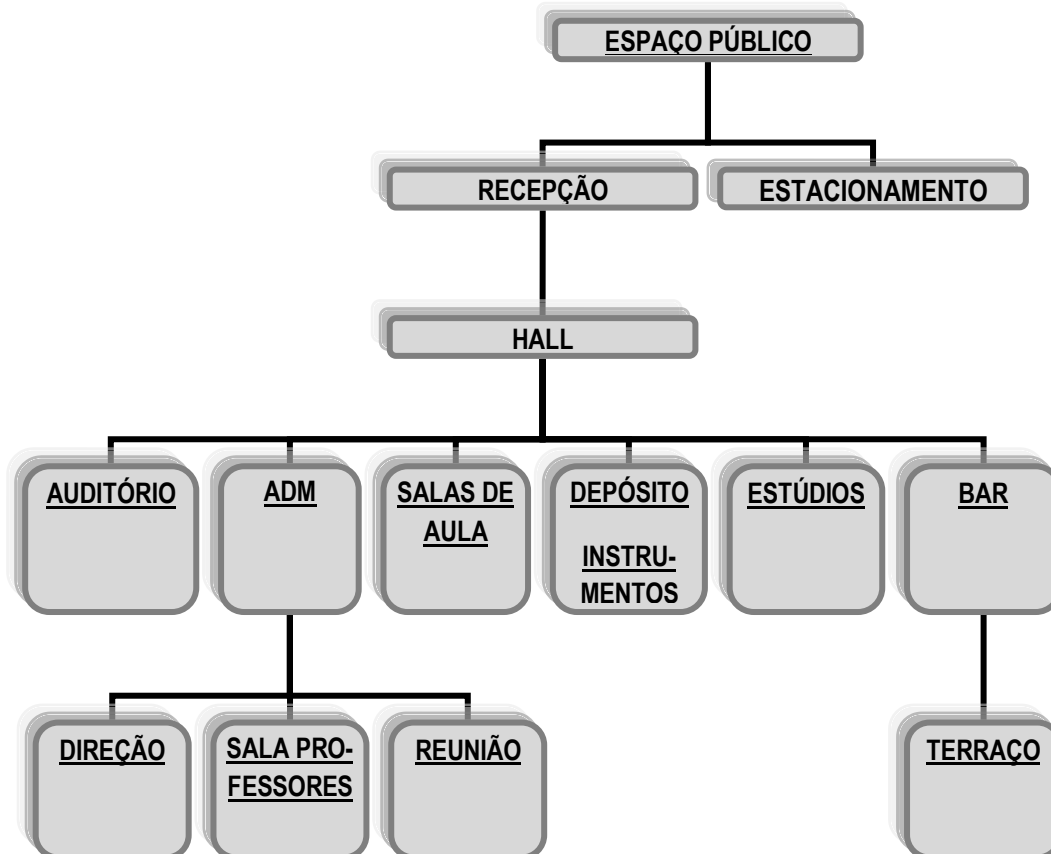 ESPAÇO PÚBLICO
RECEPÇÃO
ESTACIONAMENTO
HALL
AUDITÓRIO
ADM
SALAS DE
AULA
DEPÓSITO
INSTRU-
MENTOS
ESTÚDIOS
BAR
DIREÇÃO
SALA PRO-
FESSORES
REUNIÃO
TERRAÇO